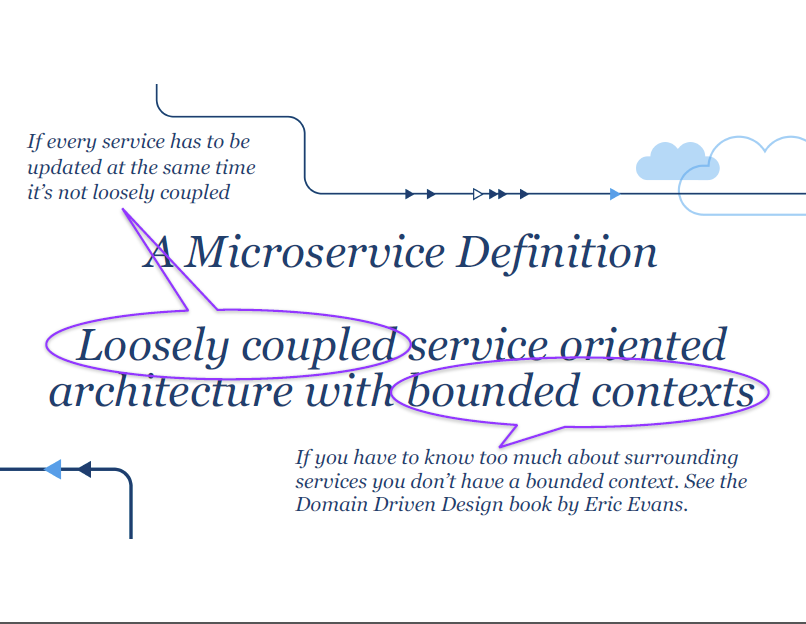 If every service has to be
updated at the same time
it's not loosely coupled
A Microservice Definition
Loosely coupled service oriented
architecture with bounded contexts
If you have to know too much about surrounding
services you don't have a bounded context. See the
Domain Driven Design book by Eric Evans.